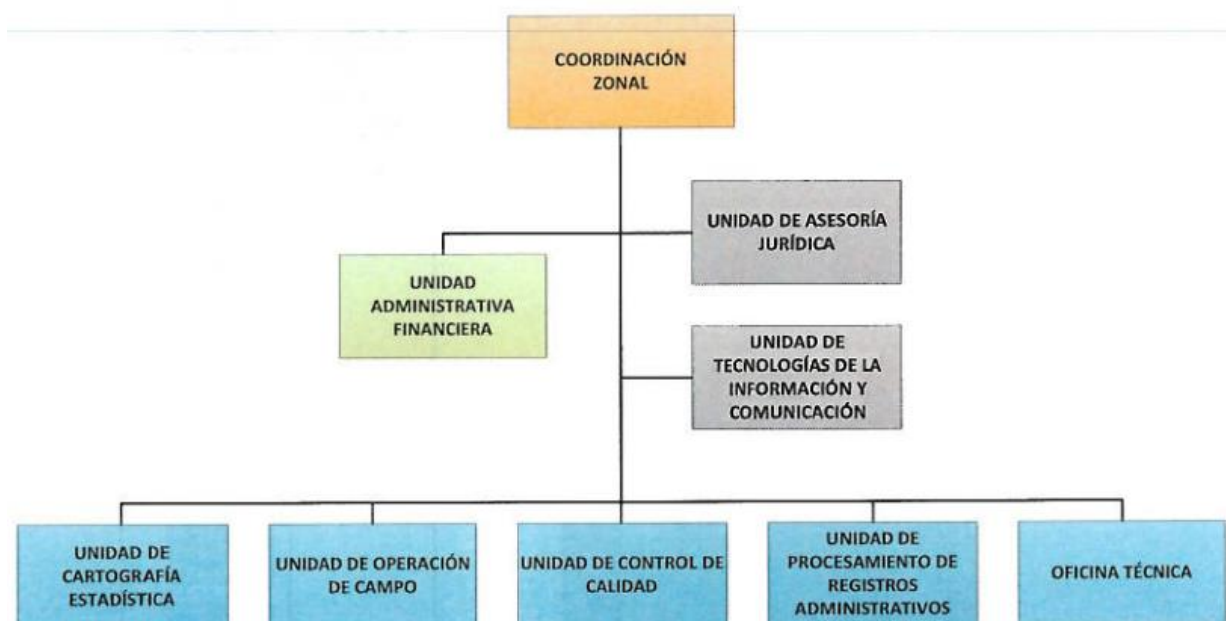 COORDINACIÓN
ZONAL
UNIDAD DE ASESORÍA
JURÍDICA
UNIDAD
ADMINISTRATIVA
FINANCIERA
UNIDAD DE
TECNOLOGÍAS DE LA
INFORMACIÓN Y
COMUNICACIÓN
UNIDAD DE
CARTOGRAFÍA
ESTADÍSTICA
UNIDAD DE OPERACIÓN
DE CAMPO
UNIDAD DE CONTROL DE
CALIDAD
UNIDAD DE
PROCESAMIENTO DE
REGISTROS
ADMINISTRATIVOS
OFICINA TÉCNICA